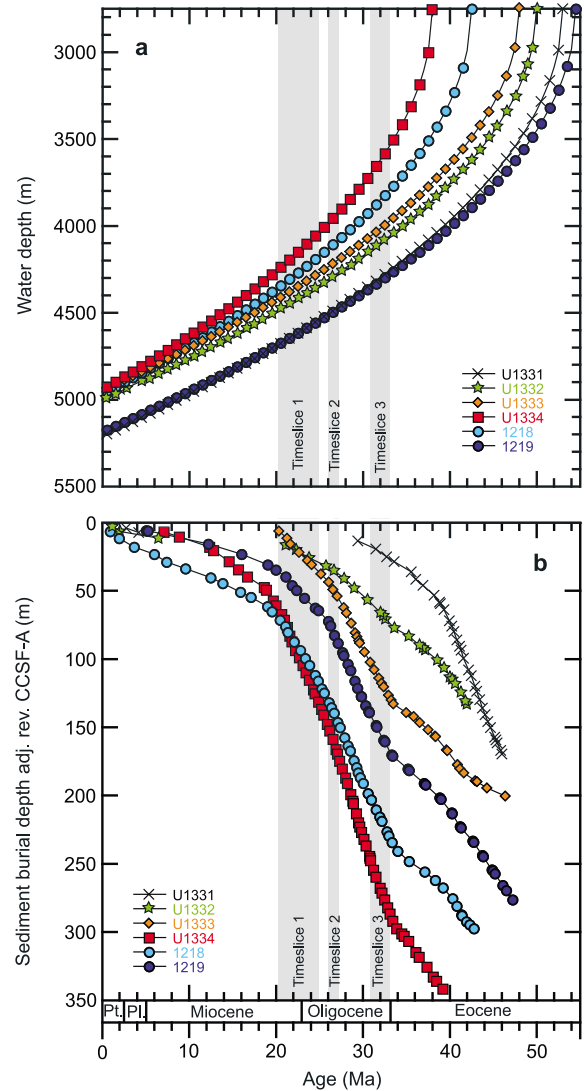 a
3000
3500
4000
4500
5000
5500
Water depth (m)
Timeslice 1
Timeslice 2
Timeslice 3
U1331
U1332
U1333
U1334
1218
1219
b
0
50
100
150
200
250
300
350
Sediment burial depth adj. rev. CCSF-A (m)
U1331
U1332
U1333
U1334
1218
1219
Timeslice 1
Timeslice 2
Timeslice 3
Pt. Pl. Miocene Oligocene Eocene
0 10 20 30 40 50
Age (Ma)